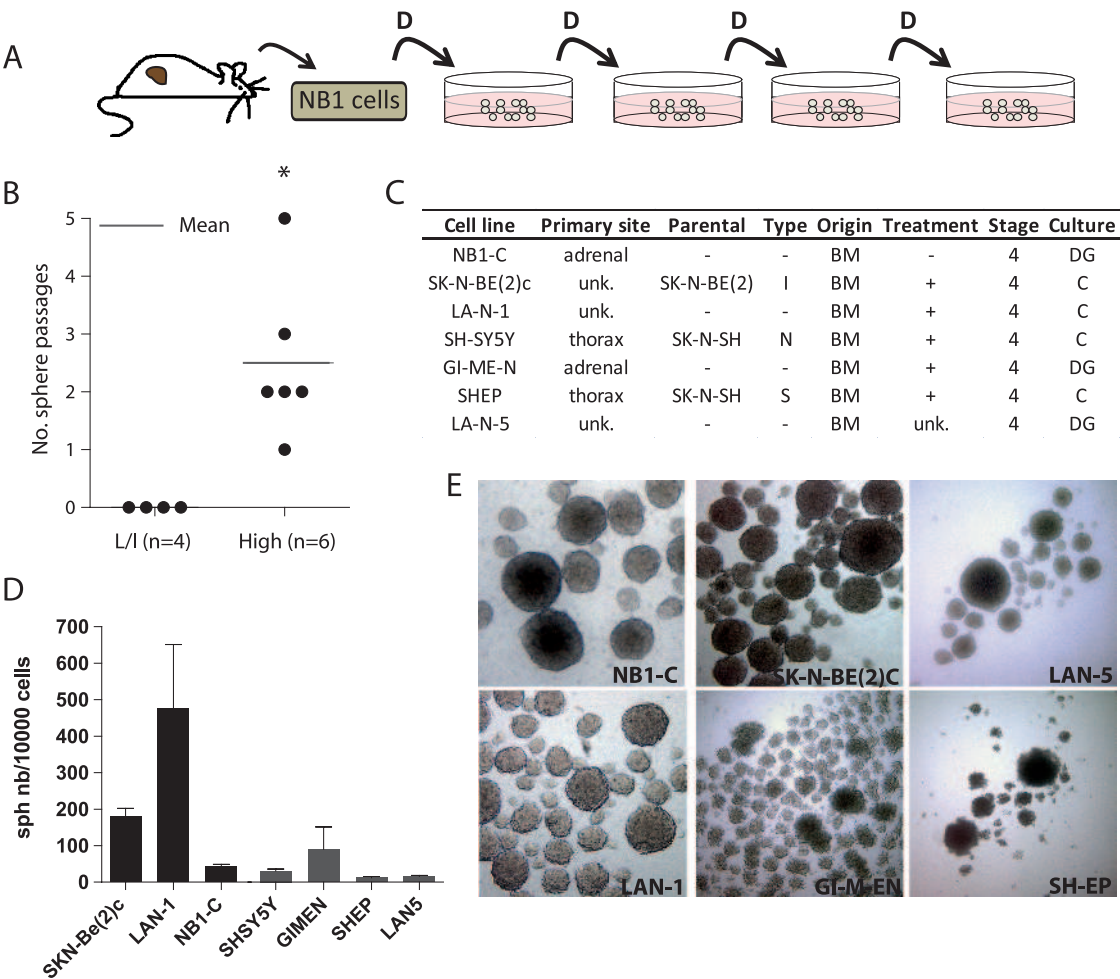 A
D D D D
NB1 cells
B
*
5
Mean
4
3
2
1
0
No. sphere passages
L/I (n=4) High (n=6)
C
Cell line Primary site Parental Type Origin Treatment Stage Culture
NB1-C adrenal - - BM - 4 DG
SK-N-BE(2)c unk. SK-N-BE(2) I BM + 4 C
LA-N-1 unk. - - BM + 4 C
SH-SY5Y thorax SK-N-SH N BM + 4 C
GI-ME-N adrenal - - BM + 4 DG
SHEP thorax SK-N-SH S BM + 4 C
LA-N-5 unk. - - BM unk. 4 DG
D
700
600
500
400
300
200
100
0
sph nb/10000 cells
SKN-Be(2)c LAN-1 NB1-C SHSY5Y GIMEN SHEP LAN5
E
NB1-C SK-N-BE(2)C LAN-5
LAN-1 GI-M-EN SH-EP